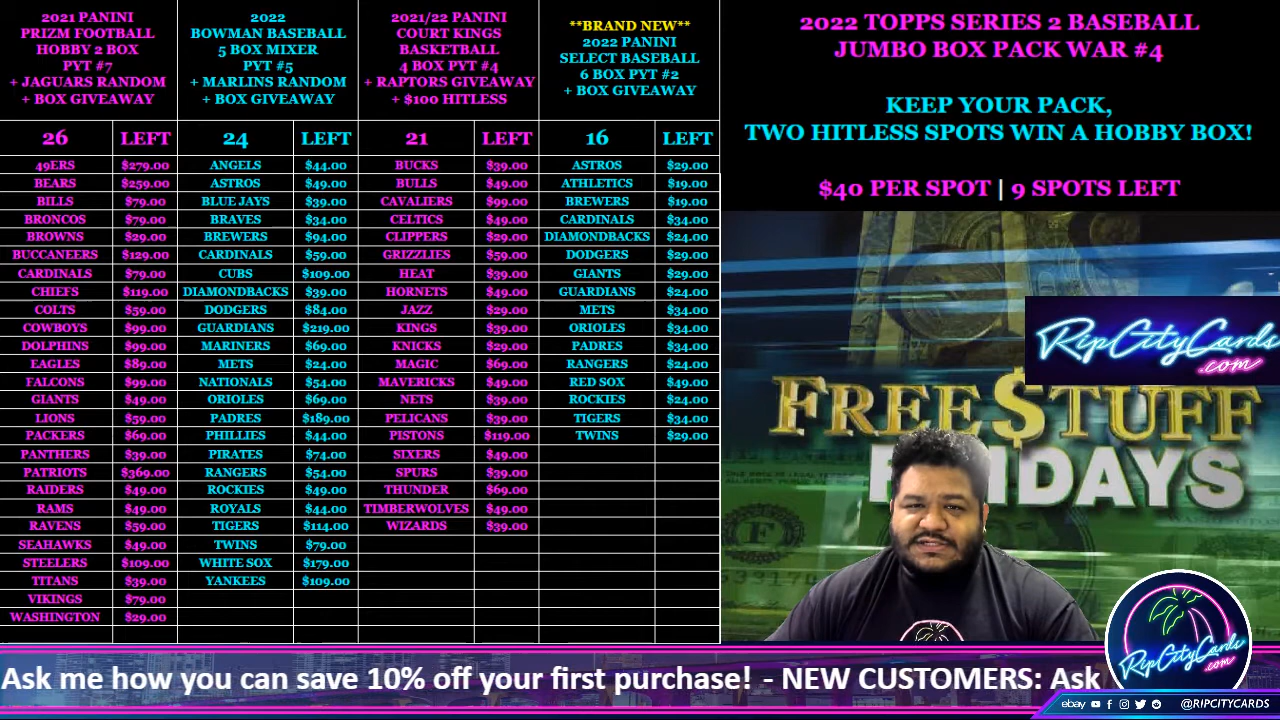 2021 PANINI
PRIZM FOOTBALL
HOBBY 2 BOX
PYT #7
+ JAGUARS RANDOM
+ BOX GIVEAWAY
26 LEFT
49ERS $279.00
BEARS $259.00
BILLS $79.00
BRONCOS $79.00
BROWNS $29.00
BUCCANEERS $129.00
CARDINALS $79.00
CHIEFS $119.00
COLTS $59.00
COWBOYS $99.00
DOLPHINS $99.00
EAGLES $89.00
FALCONS $99.00
GIANTS $49.00
LIONS $59.00
PACKERS $69.00
PANTHERS $39.00
PATRIOTS $369.00
RAIDERS $49.00
RAMS $49.00
RAVENS $59.00
SEAHAWKS $49.00
STEELERS $109.00
TITANS $39.00
VIKINGS $79.00
WASHINGTON $29.00
2022
BOWMAN BASEBALL
5 BOX MIXER
PYT #5
+ MARLINS RANDOM
+ BOX GIVEAWAY
24 LEFT
ANGELS $44.00
ASTROS $49.00
BLUE JAYS $39.00
BRAVES $34.00
BREWERS $94.00
CARDINALS $59.00
CUBS $109.00
DIAMONDBACKS $39.00
DODGERS $84.00
GUARDIANS $219.00
MARINERS $69.00
METS $24.00
NATIONALS $54.00
ORIOLES $69.00
PADRES $189.00
PHILLIES $44.00
PIRATES $74.00
RANGERS $54.00
ROCKIES $49.00
ROYALS $44.00
TIGERS $114.00
TWINS $79.00
WHITE SOX $179.00
YANKEES $109.00
2021/22 PANINI
COURT KINGS
BASKETBALL
4 BOX PYT #4
+ RAPTORS GIVEAWAY
+ $100 HITLESS
21 LEFT
BUCKS $39.00
BULLS $49.00
CAVALIERS $99.00
CELTICS $49.00
CLIPPERS $29.00
GRIZZLIES $59.00
HEAT $39.00
HORNETS $49.00
JAZZ $29.00
KINGS $39.00
KNICKS $29.00
MAGIC $69.00
MAVERICKS $49.00
NETS $39.00
PELICANS $39.00
PISTONS $119.00
SIXERS $49.00
SPURS $39.00
THUNDER $69.00
TIMBERWOLVES $49.00
WIZARDS $39.00
**BRAND NEW**
2022 PANINI
SELECT BASEBALL
6 BOX PYT #2
+ BOX GIVEAWAY
16 LEFT
ASTROS $29.00
ATHLETICS $19.00
BREWERS $19.00
CARDINALS $34.00
DIAMONDBACKS $24.00
DODGERS $29.00
GIANTS $29.00
GUARDIANS $24.00
METS $34.00
ORIOLES $34.00
PADRES $34.00
RANGERS $24.00
RED SOX $49.00
ROCKIES $24.00
TIGERS $34.00
TWINS $29.00
2022 TOPPS SERIES 2 BASEBALL
JUMBO BOX PACK WAR #4
KEEP YOUR PACK,
TWO HITLESS SPOTS WIN A HOBBY BOX!
$40 PER SPOT | 9 SPOTS LEFT
RipCityCards
.com
FREE$TUFF
RipCityCards
.com
Ask me how you can save 10% off your first purchase! - NEW CUSTOMERS: Ask
ebay @RIPCITYCARDS